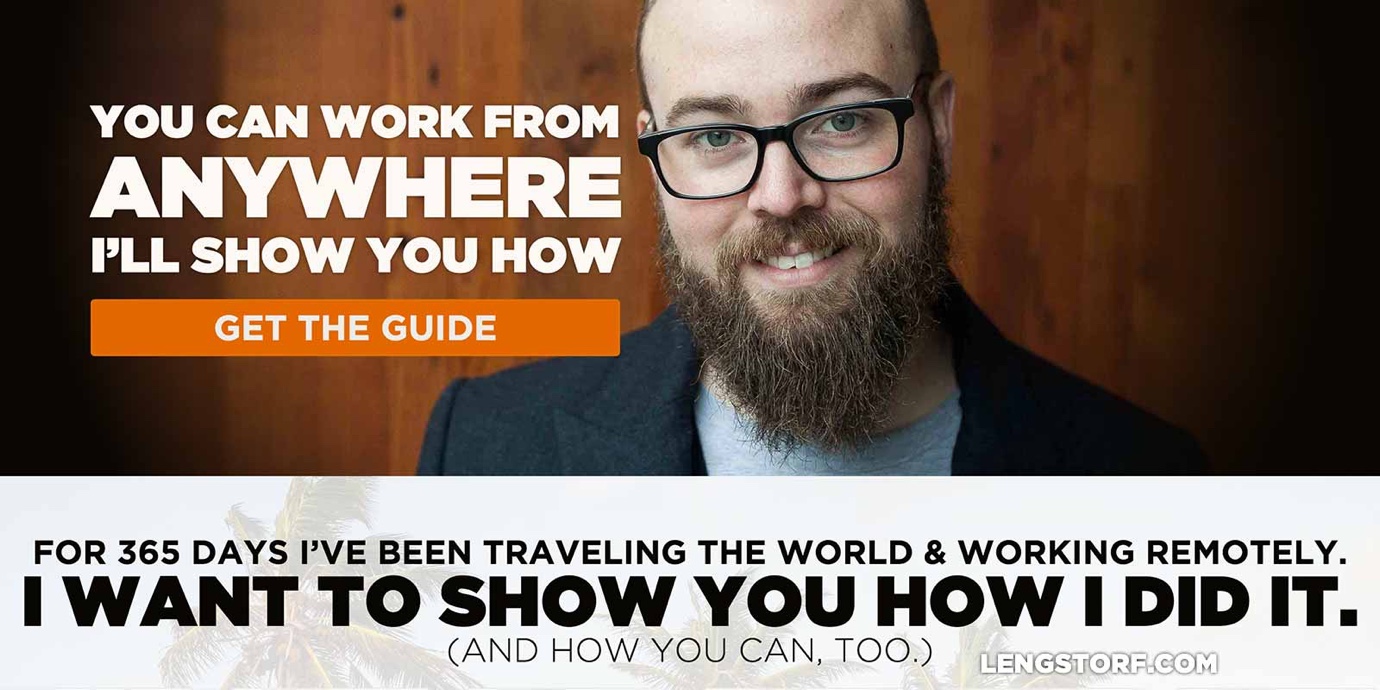 YOU CAN WORK FROM
ANYWHERE
I’LL SHOW YOU HOW
GET THE GUIDE
FOR 365 DAYS I’VE BEEN TRAVELING THE WORLD & WORKING REMOTELY.
I WANT TO SHOW YOU HOW I DID IT.
(AND HOW YOU CAN, TOO.)
LENGSTORF.COM